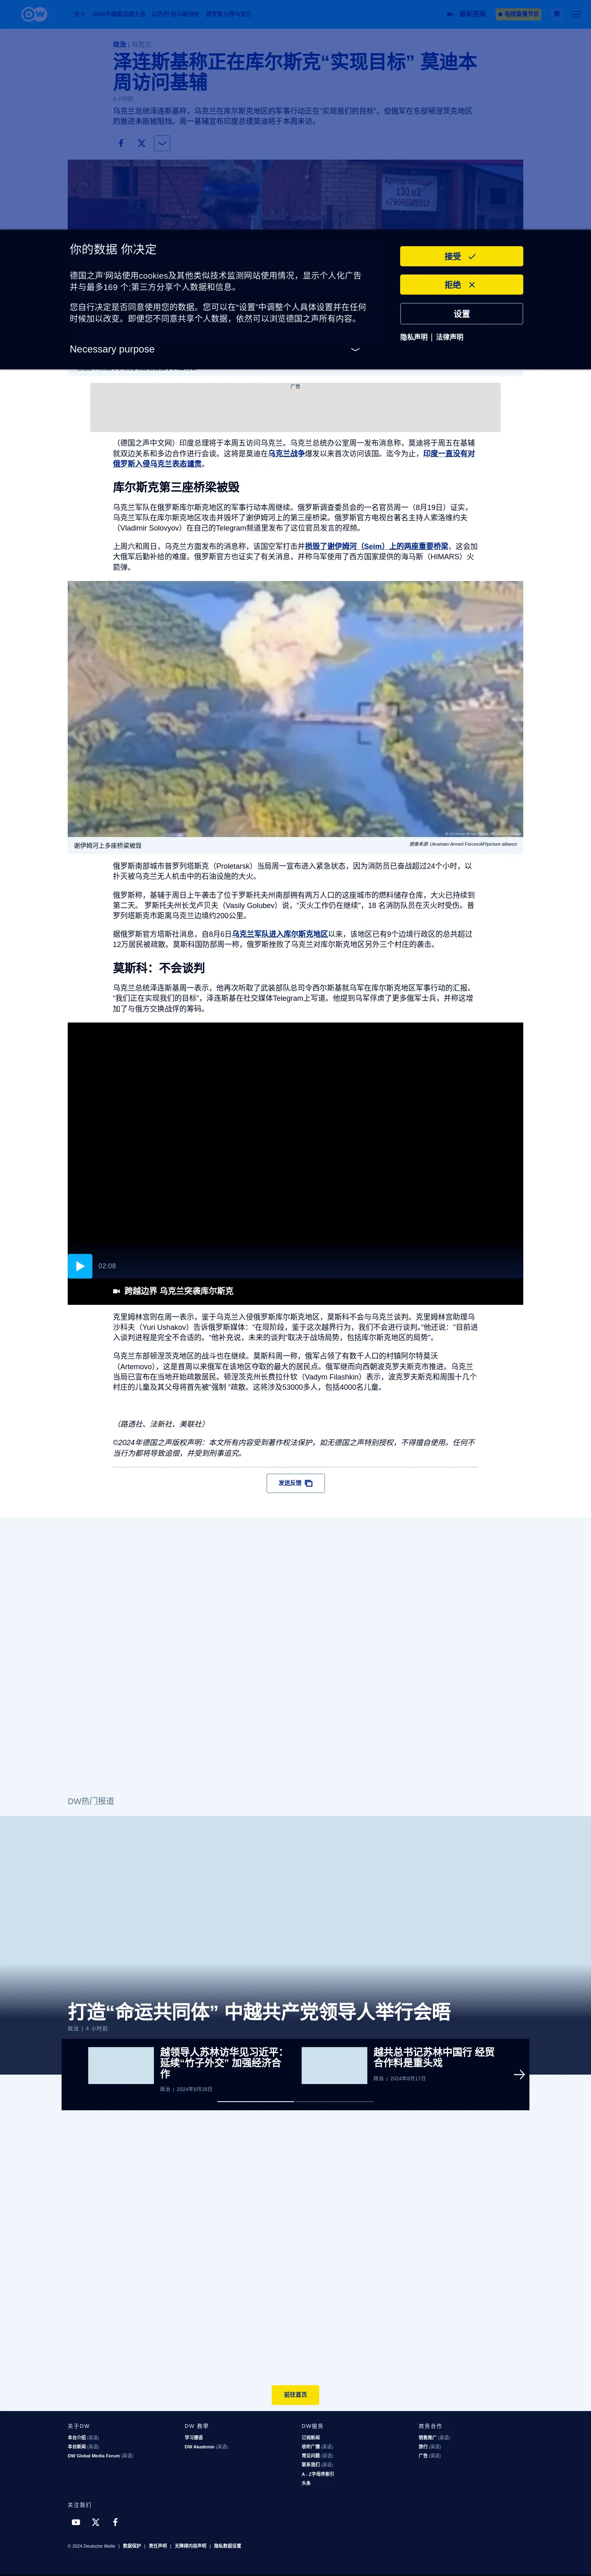 DW
重点： 2024年美国总统大选 以色列-哈马斯战争 俄罗斯入侵乌克兰
最新视频
电视直播节目
繁
政治 | 乌克兰
泽连斯基称正在库尔斯克“实现目标” 莫迪本
周访问基辅
4 小时前
乌克兰总统泽连斯基称，乌克兰在库尔斯克地区的军事行动正在“实现我们的目标”。但俄军在东部顿涅茨克地区
的推进未能被阻挡。周一基辅宣布印度总理莫迪将于本周来访。
130 м2
+79066920513
你的数据 你决定
德国之声'网站使用cookies及其他类似技术监测网站使用情况，显示个人化广告
并与最多169 个;第三方分享个人数据和信息。
您自行决定是否同意使用您的数据。您可以在“设置”中调整个人具体设置并在任何
时候加以改变。即便您不同意共享个人数据，依然可以浏览德国之声所有内容。
Necessary purpose
接受
拒绝
设置
隐私声明 | 法律声明
广告
（德国之声中文网）印度总理将于本周五访问乌克兰。乌克兰总统办公室周一发布消息称，莫迪将于周五在基辅
就双边关系和多边合作进行会谈。这将是莫迪在乌克兰战争爆发以来首次访问该国。迄今为止，印度一直没有对
俄罗斯入侵乌克兰表态谴责。
库尔斯克第三座桥梁被毁
乌克兰军队在俄罗斯库尔斯克地区的军事行动本周继续。俄罗斯调查委员会的一名官员周一（8月19日）证实，
乌克兰军队在库尔斯克地区攻击并毁坏了谢伊姆河上的第三座桥梁。俄罗斯官方电视台著名主持人索洛维约夫
（Vladimir Soloyov）在自己的Telegram频道里发布了这位官员发言的视频。
上周六和周日，乌克兰方面发布的消息称，该国空军打击并损毁了谢伊姆河（Seim）上的两座重要桥梁，这会加
大俄军后勤补给的难度。俄罗斯官方也证实了有关消息，并称乌军使用了西方国家提供的海马斯（HIMARS）火
箭弹。
谢伊姆河上多座桥梁被毁
图像来源: Ukrainian Armed Forces/AP/picture alliance
俄罗斯南部城市普罗列塔斯克（Proletarsk）当局周一宣布进入紧急状态，因为消防员已奋战超过24个小时，以
扑灭被乌克兰无人机击中的石油设施的大火。
俄罗斯称，基辅于周日上午袭击了位于罗斯托夫州南部拥有两万人口的这座城市的燃料储存仓库，大火已持续到
第二天。 罗斯托夫州长戈卢贝夫（Vasily Golubev）说，“灭火工作仍在继续”，18 名消防队员在灭火时受伤。普
罗列塔斯克市距离乌克兰边境约200公里。
据俄罗斯官方塔斯社消息，自8月6日乌克兰军队进入库尔斯克地区以来，该地区已有9个边境行政区的总共超过
12万居民被疏散。莫斯科国防部周一称，俄罗斯挫败了乌克兰对库尔斯克地区另外三个村庄的袭击。
莫斯科：不会谈判
乌克兰总统泽连斯基周一表示，他再次听取了武装部队总司令西尔斯基就乌军在库尔斯克地区军事行动的汇报。
“我们正在实现我们的目标”，泽连斯基在社交媒体Telegram上写道。他提到乌军俘虏了更多俄军士兵，并称这增
加了与俄方交换战俘的筹码。
02:08
跨越边界 乌克兰突袭库尔斯克
克里姆林宫则在周一表示，鉴于乌克兰入侵俄罗斯库尔斯克地区，莫斯科不会与乌克兰谈判。克里姆林宫助理乌
沙科夫（Yuri Ushakov）告诉俄罗斯媒体：“在现阶段，鉴于这次越界行为，我们不会进行谈判。”他还说：“目前进
入谈判进程是完全不合适的。”他补充说，未来的谈判“取决于战场局势，包括库尔斯克地区的局势”。
乌克兰东部顿涅茨克地区的战斗也在继续。莫斯科周一称，俄军占领了有数千人口的村镇阿尔特莫沃
（Artemovo），这是首周以来俄军在该地区夺取的最大的居民点。俄军继而向西朝波克罗夫斯克市推进。乌克兰
当局已宣布在当地开始疏散居民。顿涅茨州长费拉什钦（Vadym Filashkin）表示，波克罗夫斯克和周围十几个
村庄的儿童及其父母将首先被“强制 ”疏散。这将涉及53000多人，包括4000名儿童。
（路透社、法新社、美联社）
©2024年德国之声版权声明：本文所有内容受到著作权法保护，如无德国之声特别授权，不得擅自使用。任何不
当行为都将导致追偿，并受到刑事追究。
发送反馈
DW热门报道
打造“命运共同体” 中越共产党领导人举行会晤
政治 | 4 小时前
越领导人苏林访华见习近平：
延续“竹子外交” 加强经济合
作
政治 | 2024年8月18日
越共总书记苏林中国行 经贸
合作料是重头戏
政治 | 2024年8月17日
前往首页
关于DW
本台介绍 (英语)
本台新闻 (英语)
DW Global Media Forum (英语)
DW 教学
学习德语
DW Akademie (英语)
DW服务
订阅新闻
收听广播 (英语)
常见问题 (英语)
联系我们 (英语)
A - Z字母序索引
头条
商务合作
销售推广 (英语)
旅行 (英语)
广告 (英语)
关注我们
© 2024 Deutsche Welle | 数据保护 | 责任声明 | 无障碍内容声明 | 隐私数据设置